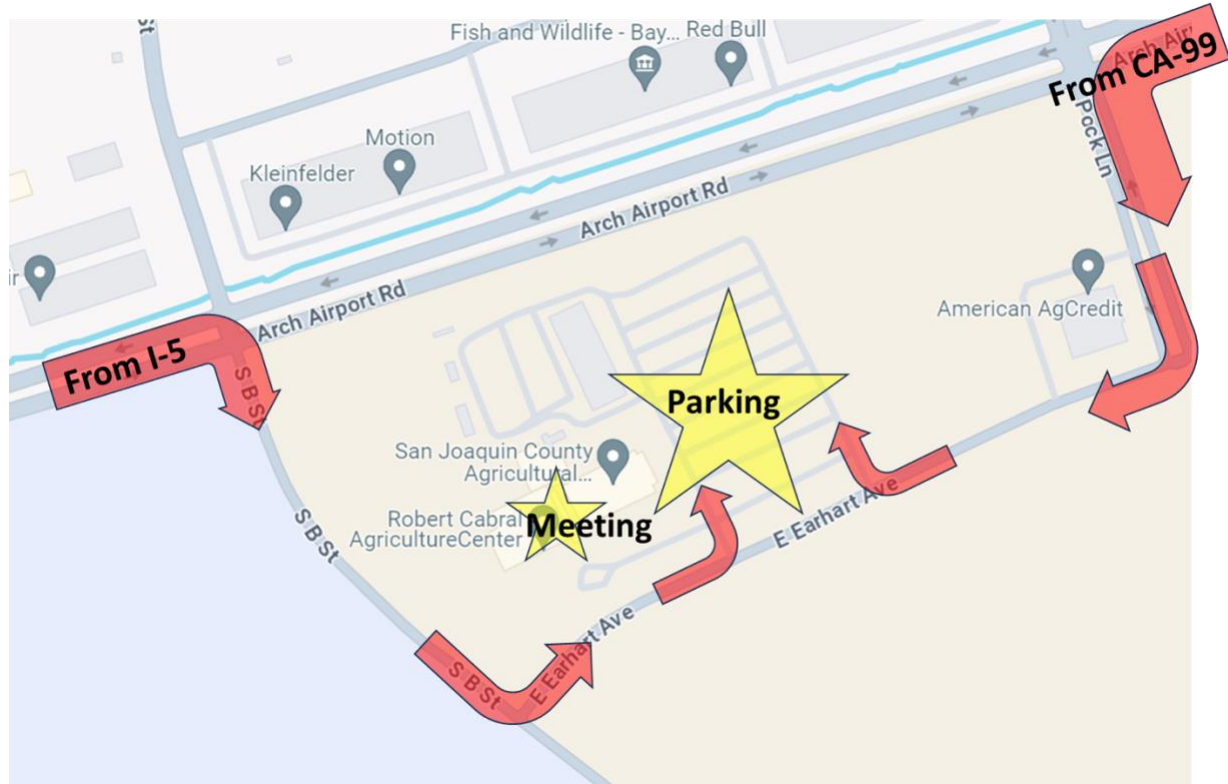 St
Fish and Wildlife - Bay...
Red Bull
Arch Air
From CA-99
Pock Ln
Motion
Kleinfelder
Arch Airport Rd
ir
Arch Airport Rd
American AgCredit
From I-5
S B St
Parking
San Joaquin County
Agricultural...
Robert Cabral
AgricultureCenter
Meeting
E Earhart Ave
S B St
E Earhart Ave
S B St